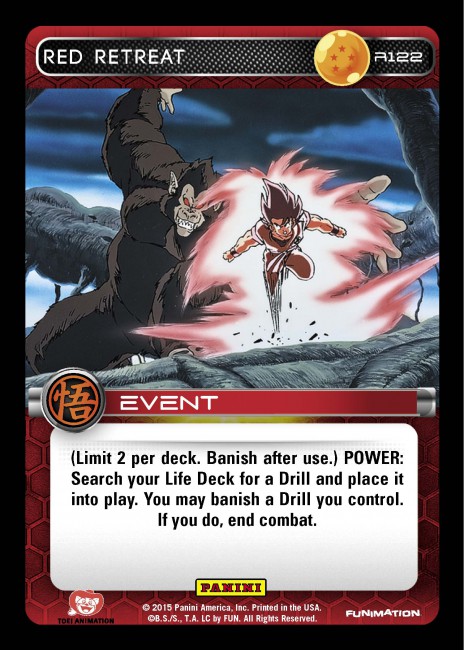 RED RETREAT R122
悟 EVENT
(Limit 2 per deck. Banish after use.) POWER:
Search your Life Deck for a Drill and place it
into play. You may banish a Drill you control.
If you do, end combat.
PANINI
TOEI ANIMATION
© 2015 Panini America, Inc. Printed in the USA.
©B.S./S., T.A. LC by FUN. All Rights Reserved.
FUNIMATION